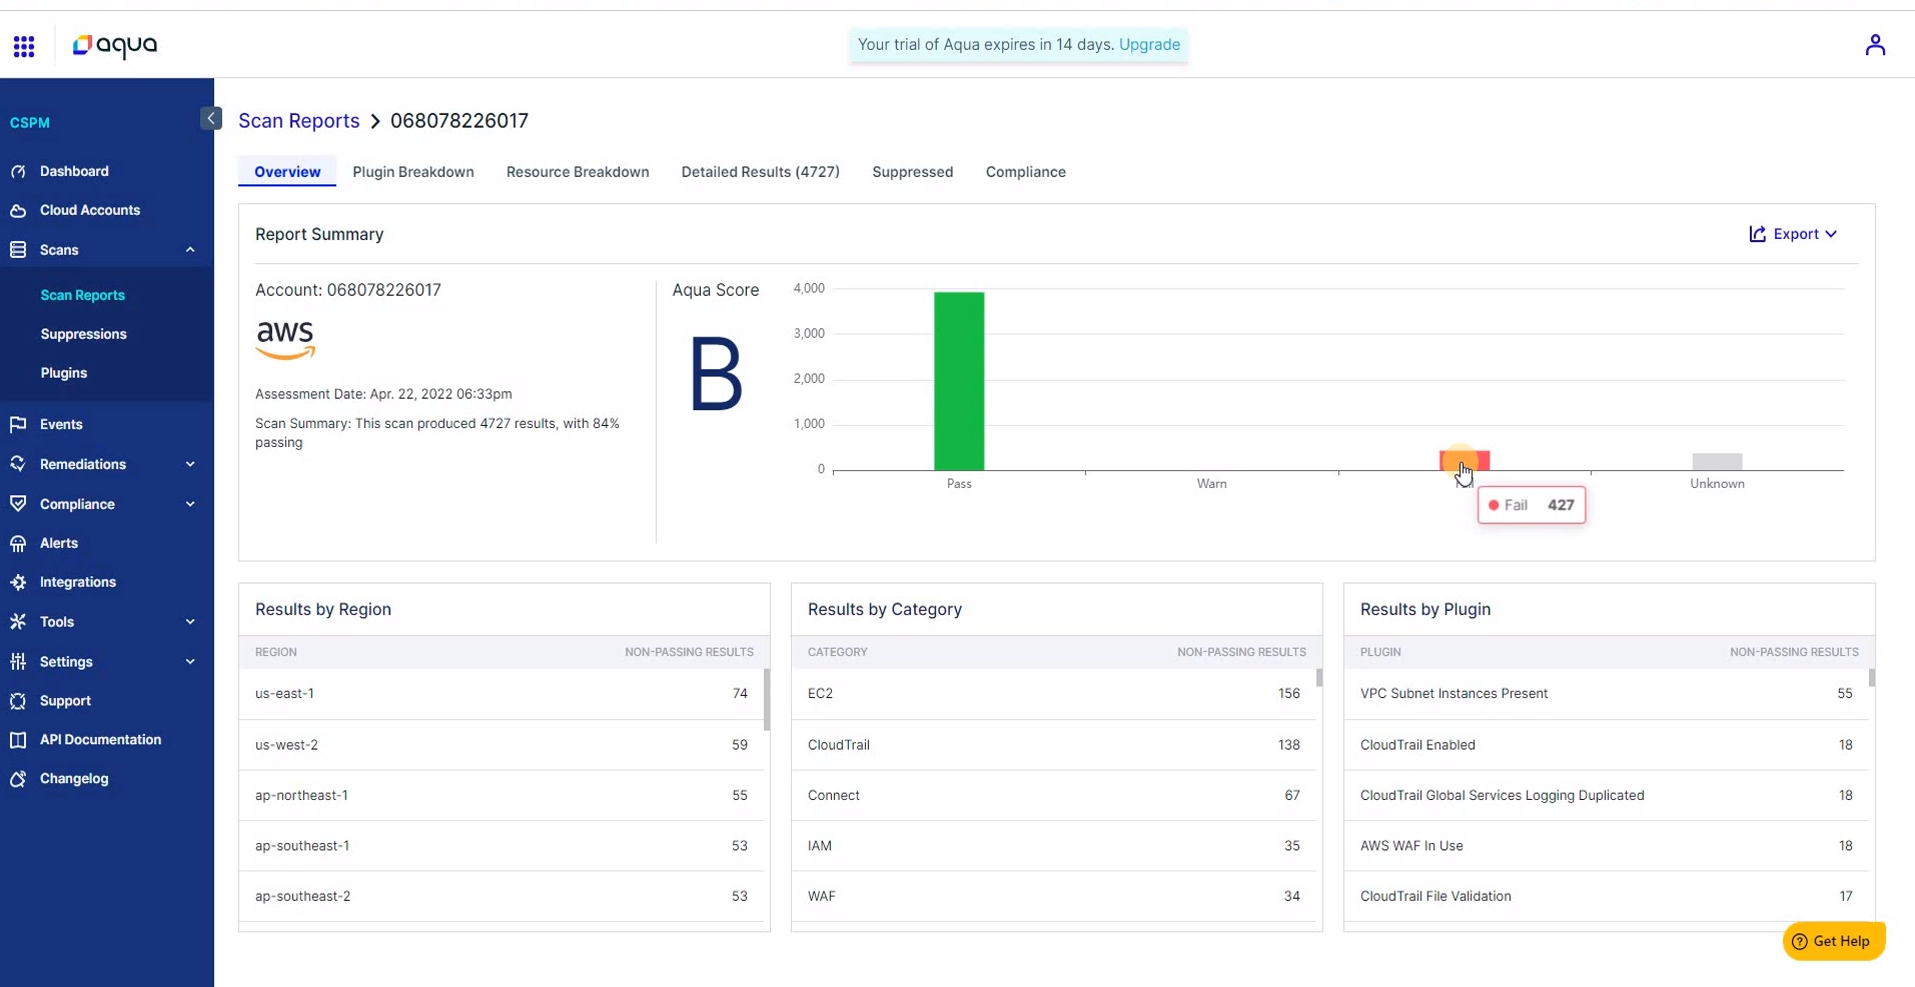 aqua
Your trial of Aqua expires in 14 days. Upgrade
CSPM
Dashboard
Cloud Accounts
Scans
Scan Reports
Suppressions
Plugins
Events
Remediations
Compliance
Alerts
Integrations
Tools
Settings
Support
API Documentation
Changelog
Scan Reports > 068078226017
Overview Plugin Breakdown Resource Breakdown Detailed Results (4727) Suppressed Compliance
Report Summary
Export
Account: 068078226017
aws
Assessment Date: Apr. 22, 2022 06:33pm
Scan Summary: This scan produced 4727 results, with 84%
passing
Aqua Score
B
4,000
3,000
2,000
1,000
0
Pass Warn Unknown
Fail 427
Results by Region
REGION NON-PASSING RESULTS
us-east-1 74
us-west-2 59
ap-northeast-1 55
ap-southeast-1 53
ap-southeast-2 53
Results by Category
CATEGORY NON-PASSING RESULTS
EC2 156
CloudTrail 138
Connect 67
IAM 35
WAF 34
Results by Plugin
PLUGIN NON-PASSING RESULTS
VPC Subnet Instances Present 55
CloudTrail Enabled 18
CloudTrail Global Services Logging Duplicated 18
AWS WAF In Use 18
CloudTrail File Validation 17
Get Help